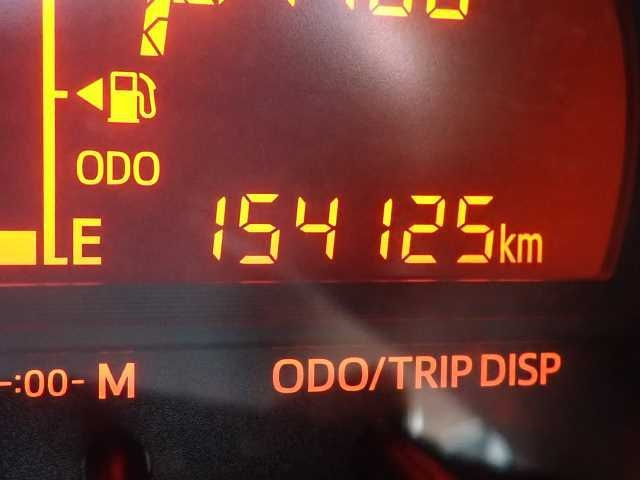 ODO
E
154125km
-:00- M
ODO/TRIP DISP